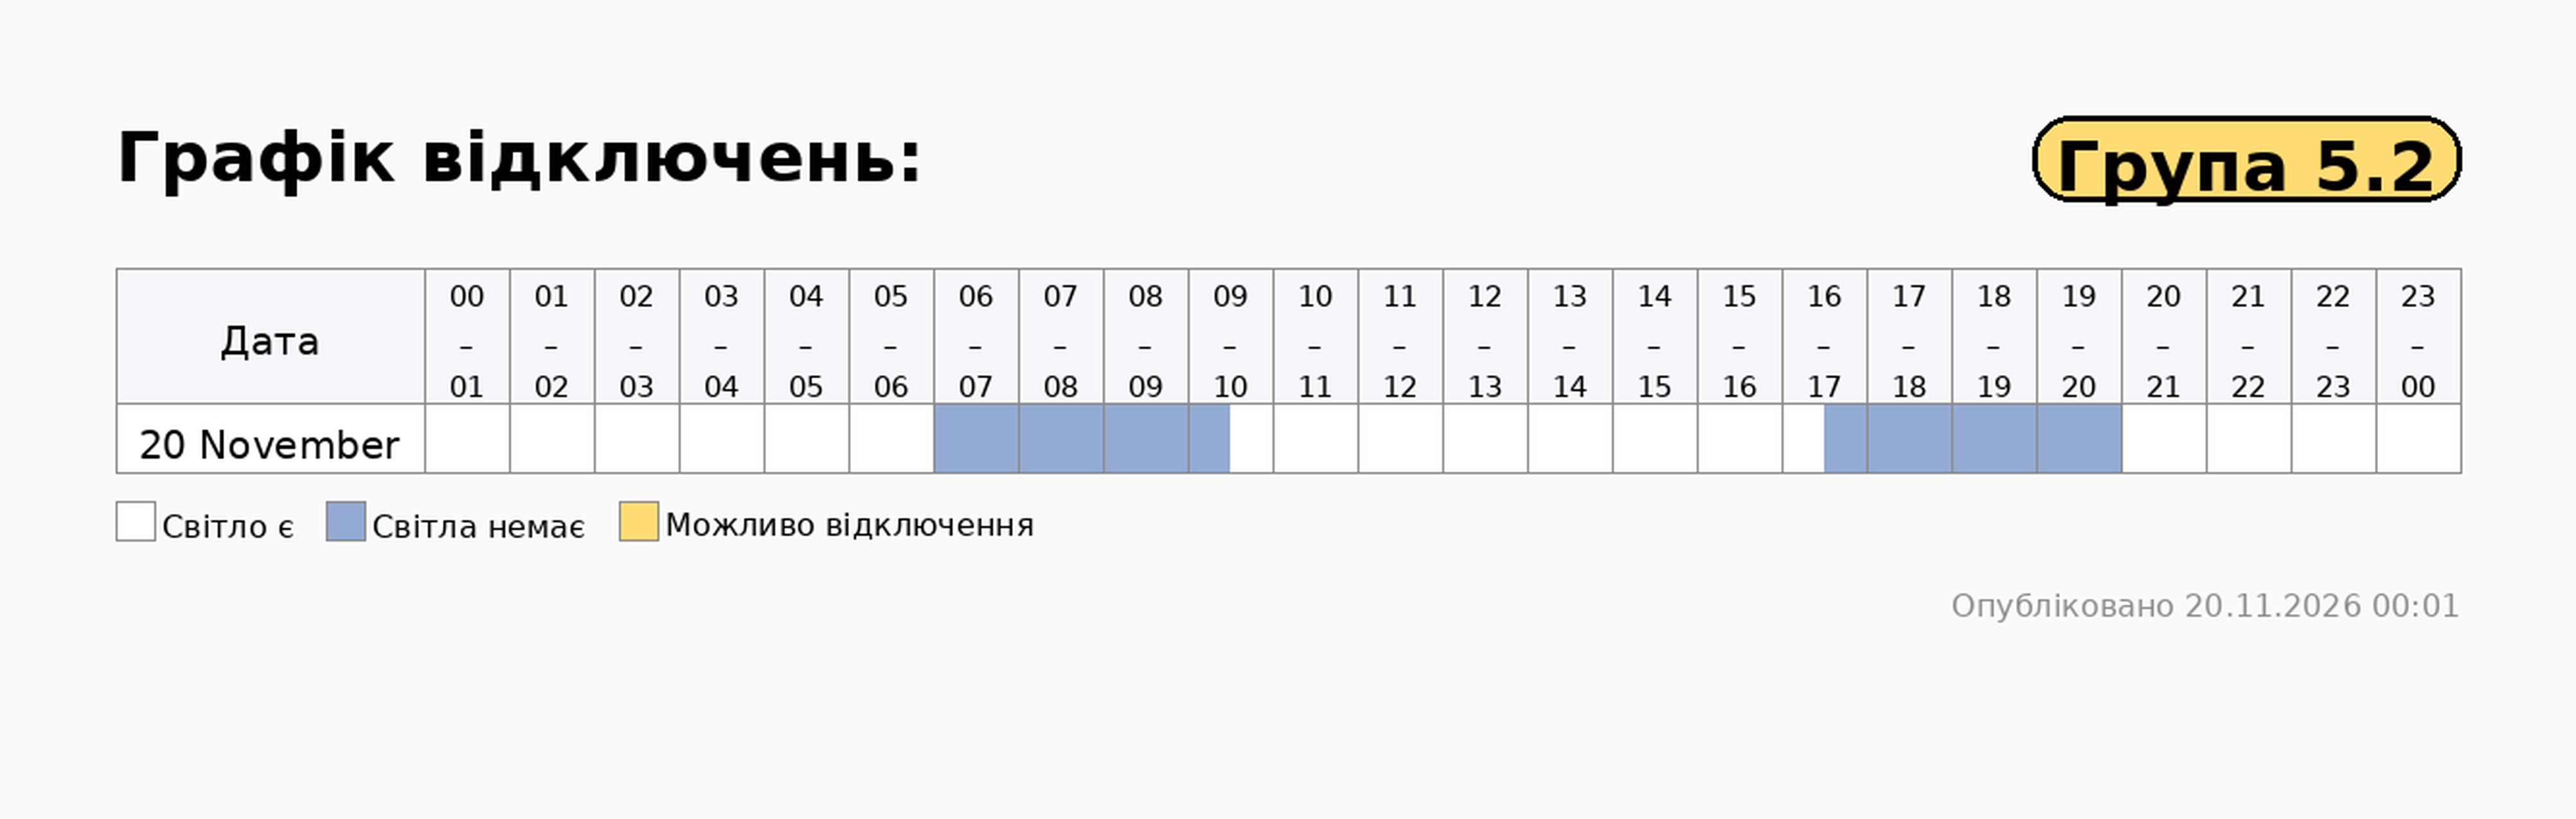 Графік відключень:
Група 5.2
Дата
00 01 02 03 04 05 06 07 08 09 10 11 12 13 14 15 16 17 18 19 20 21 22 23
– – – – – – – – – – – – – – – – – – – – – – – –
01 02 03 04 05 06 07 08 09 10 11 12 13 14 15 16 17 18 19 20 21 22 23 00
20 November
Світло є Світла немає Можливо відключення
Опубліковано 20.11.2026 00:01